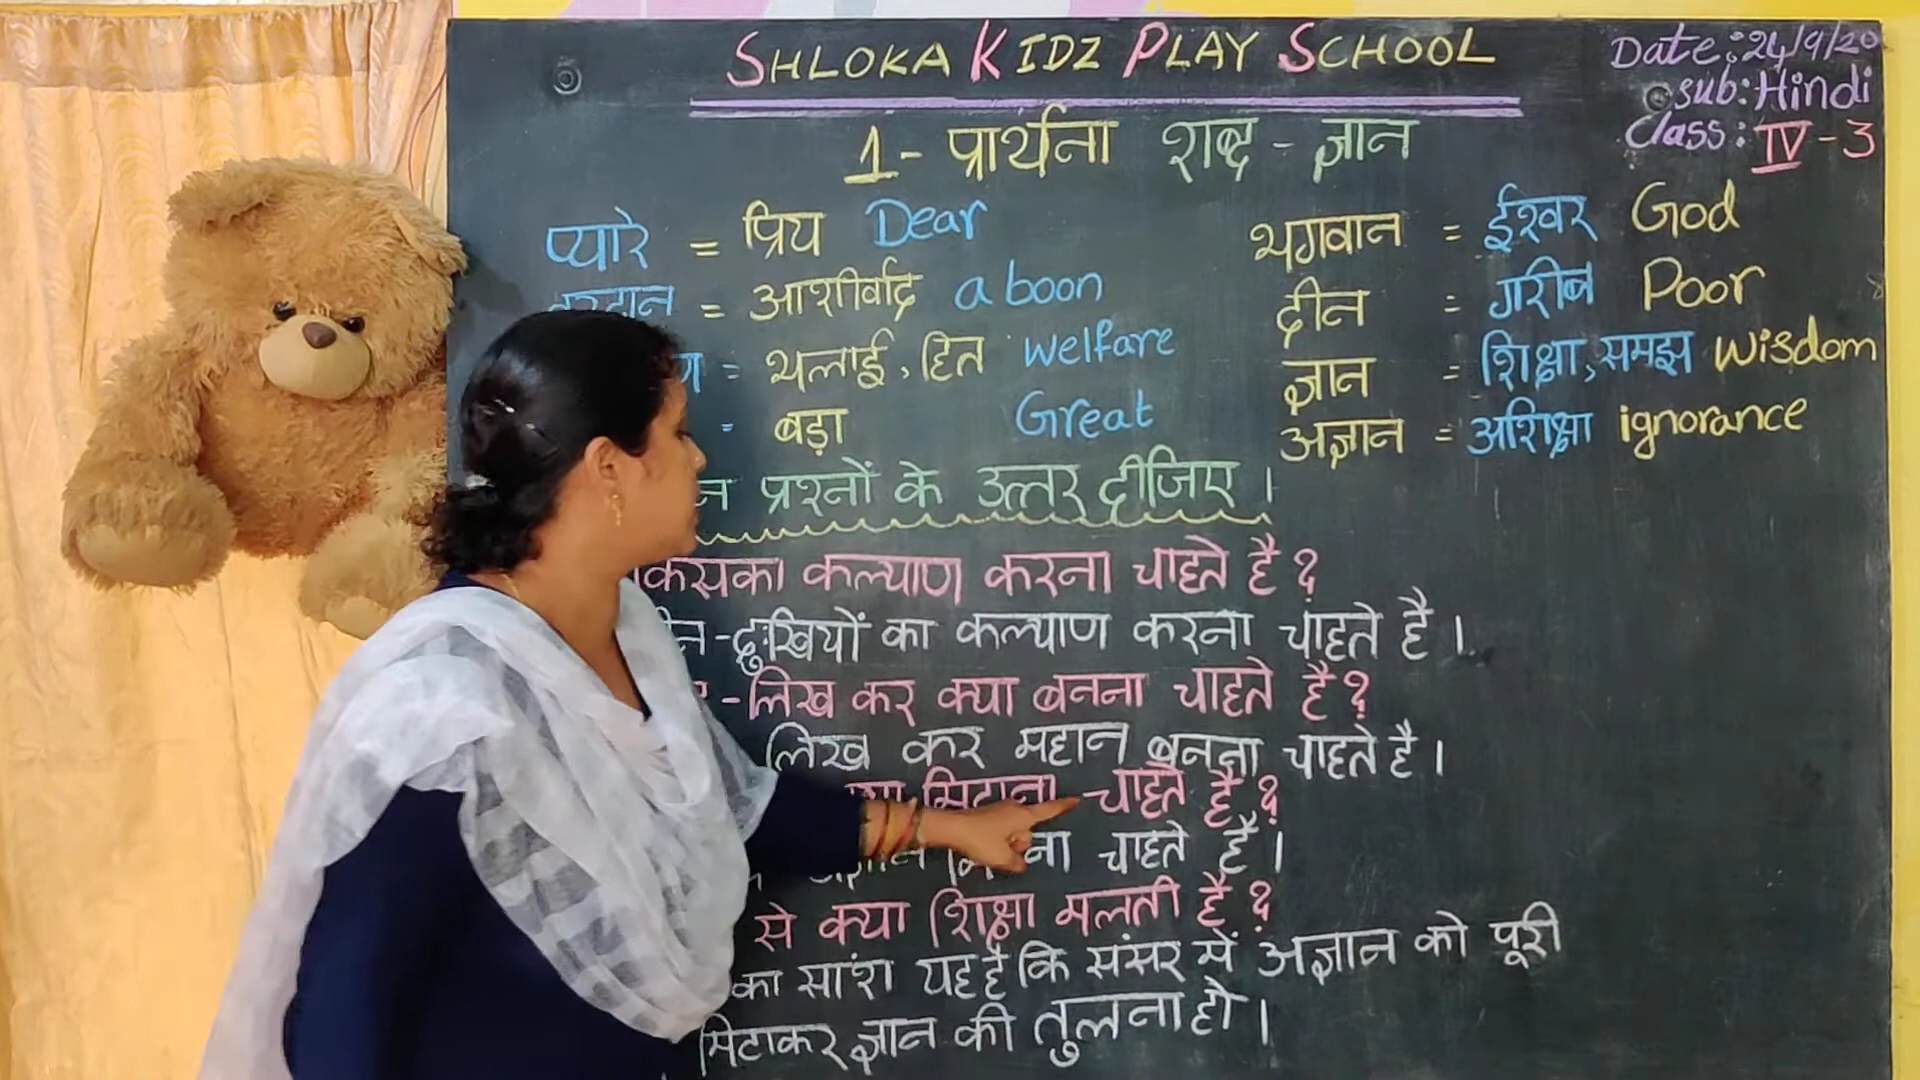 SHLOKA KIDZ PLAY SCHOOL
Date: 24/9/20
Sub: Hindi
Class: IV - 3
1 - प्रार्थना शब्द - ज्ञान
प्यारे = प्रिय Dear
= आशीर्वाद a boon
= भलाई, हित welfare
= बड़ा Great
भगवान = ईश्वर God
दीन = गरीब Poor
ज्ञान = शिक्षा, समझ Wisdom
अज्ञान = अशिक्षा ignorance
प्रश्नों के उत्तर दीजिए ।
किसका कल्याण करना चाहते है ?
-दुःखियों का कल्याण करना चाहते है ।
-लिख कर क्या बनना चाहते है ?
लिख कर महान बनना चाहते है ।
मिटाना चाहते है ?
चाहते है ।
से क्या शिक्षा मलती है ?
का सांश यह है कि संसर में अज्ञान को पूरी
मिटाकर ज्ञान की तुलना हो ।